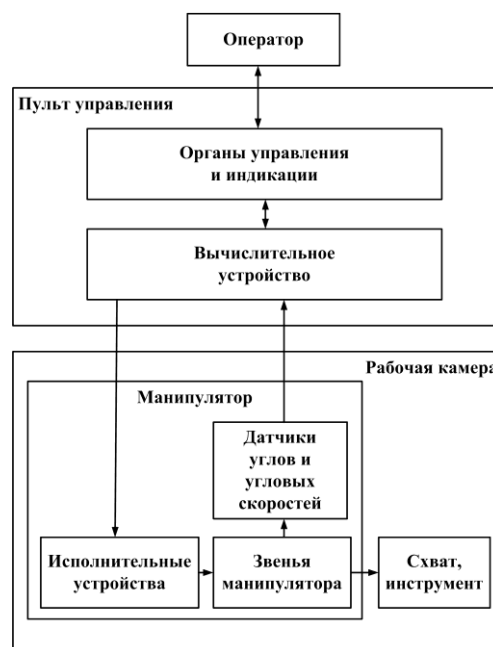 Оператор
Пульт управления
Органы управления
и индикации
Вычислительное
устройство
Рабочая камера
Манипулятор
Датчики
углов и
угловых
скоростей
Исполнительные
устройства
Звенья
манипулятора
Схват,
инструмент